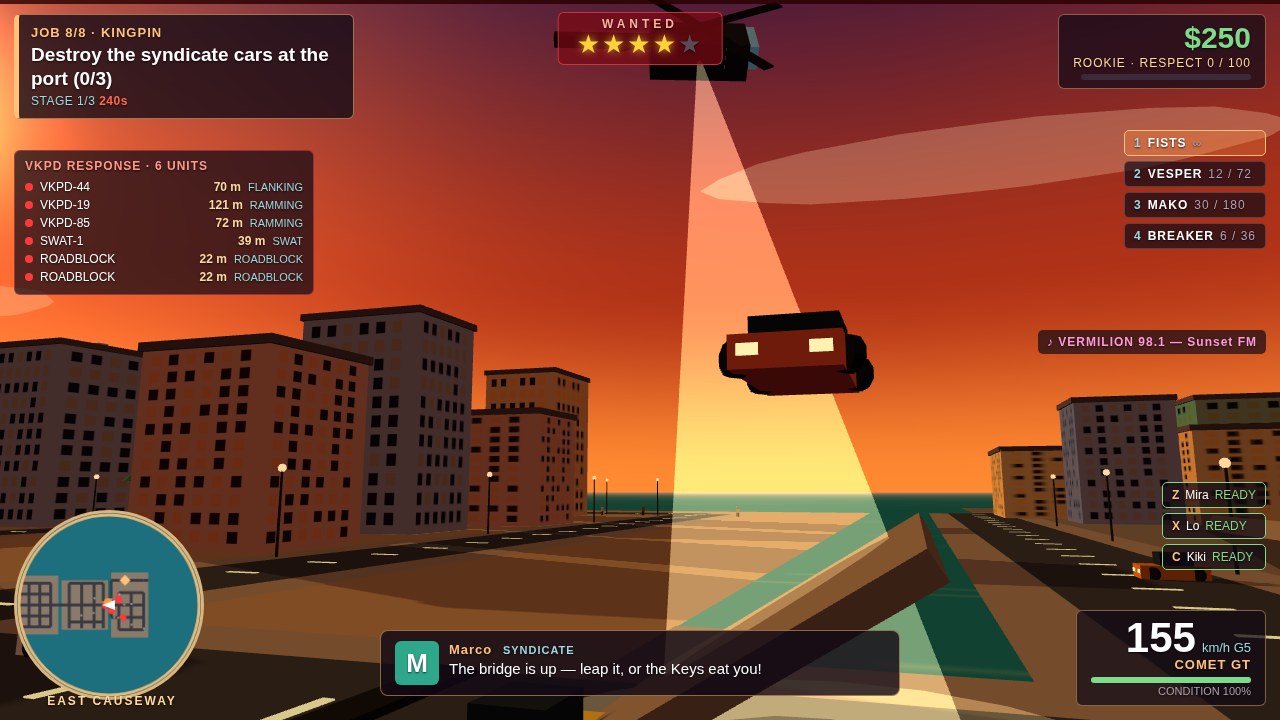 JOB 8/8 · KINGPIN
Destroy the syndicate cars at the
port (0/3)
STAGE 1/3 240s
WANTED
$250
ROOKIE · RESPECT 0 / 100
VKPD RESPONSE · 6 UNITS
VKPD-44 70 m FLANKING
VKPD-19 121 m RAMMING
VKPD-85 72 m RAMMING
SWAT-1 39 m SWAT
ROADBLOCK 22 m ROADBLOCK
ROADBLOCK 22 m ROADBLOCK
1 FISTS ∞
2 VESPER 12 / 72
3 MAKO 30 / 180
4 BREAKER 6 / 36
♪ VERMILION 98.1 — Sunset FM
Z Mira READY
X Lo READY
C Kiki READY
M
Marco SYNDICATE
The bridge is up — leap it, or the Keys eat you!
155 km/h G5
COMET GT
CONDITION 100%
EAST CAUSEWAY